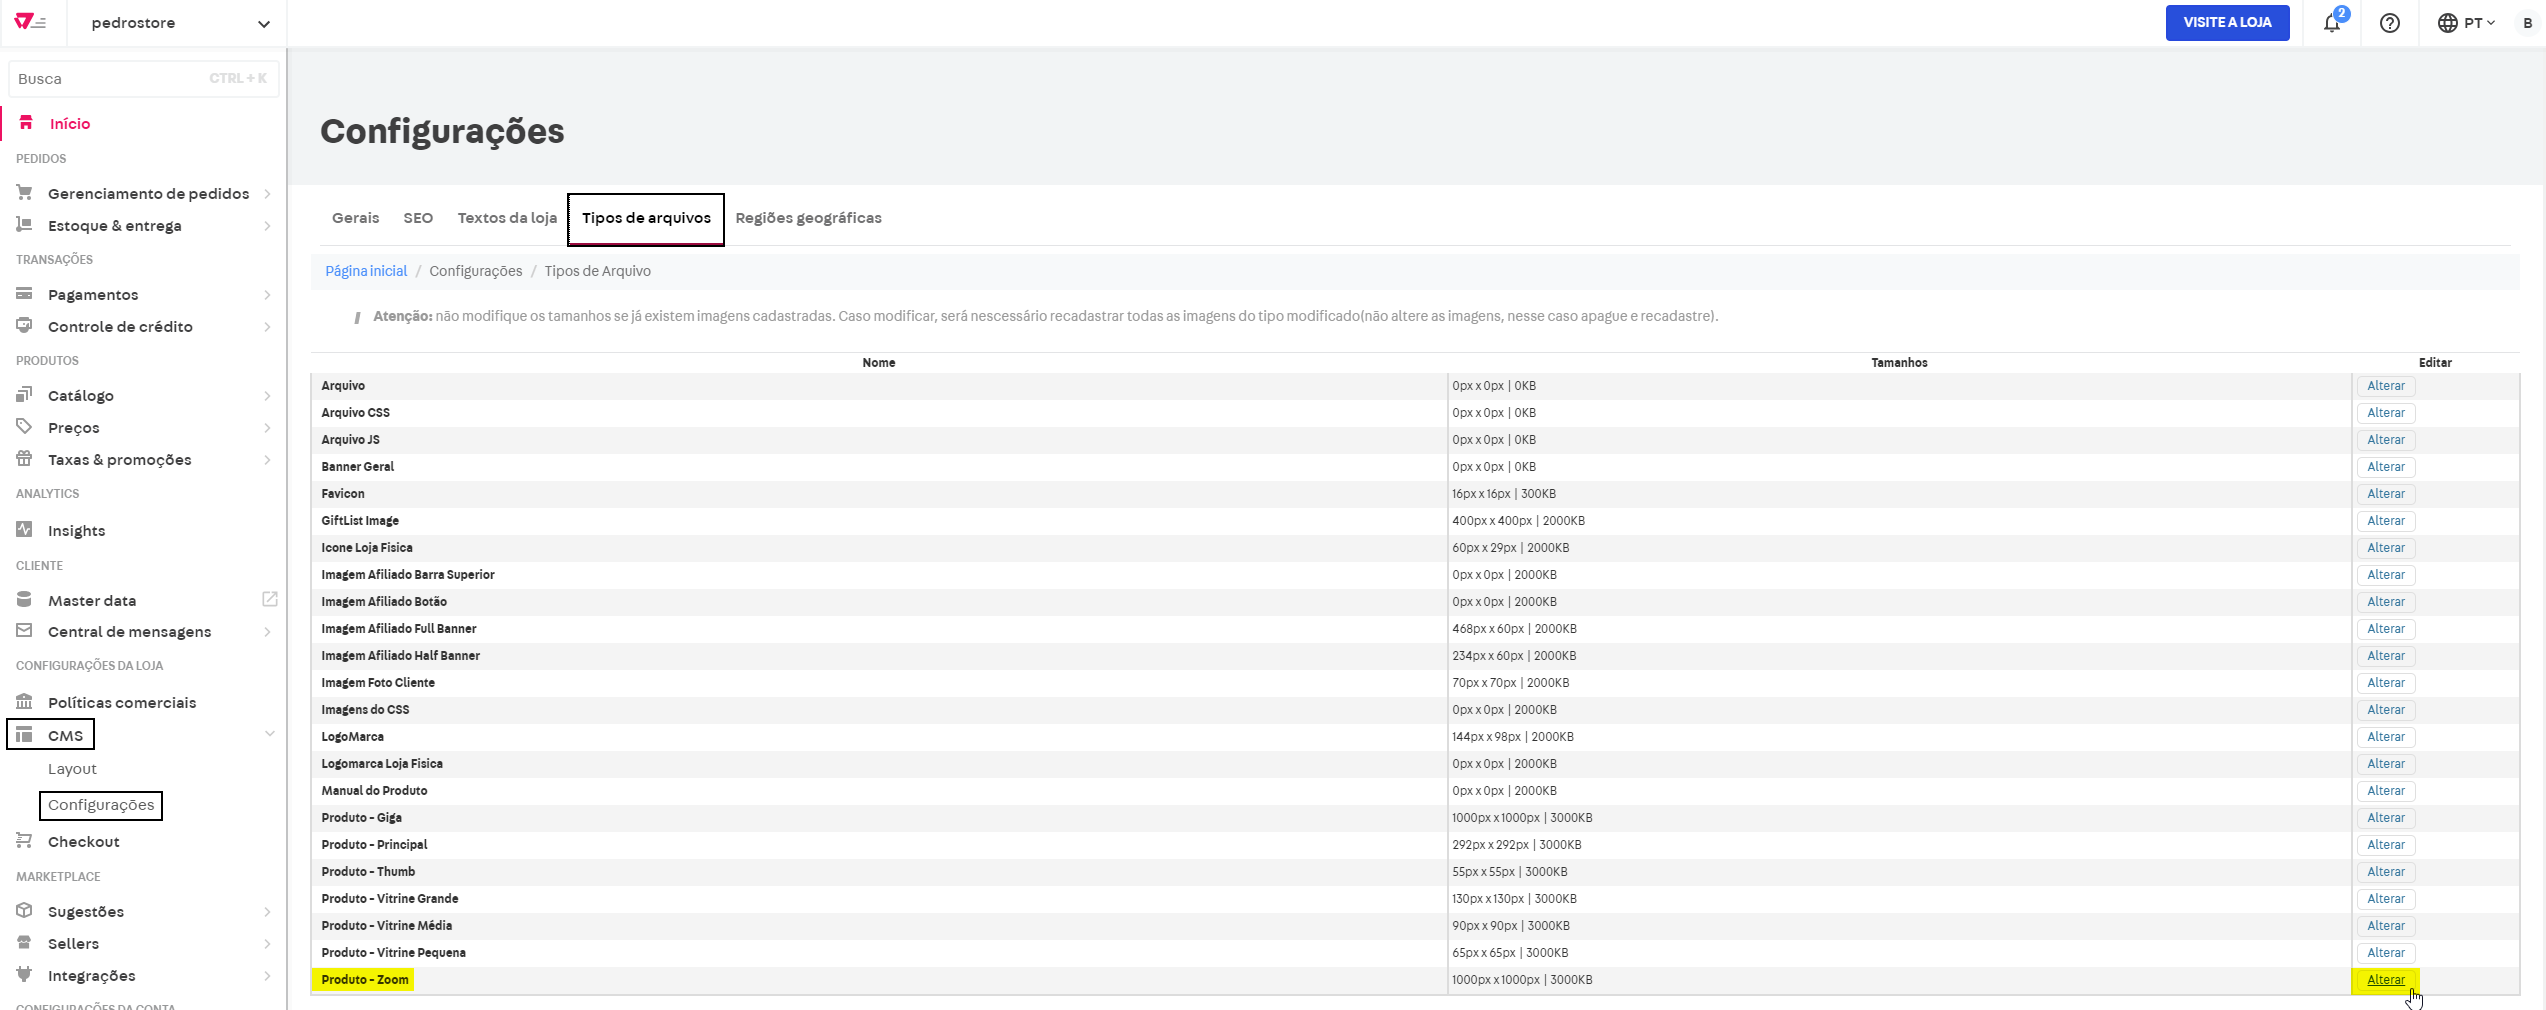 pedrostore
VISITE A LOJA
2
PT
B
Busca
CTRL + K
Início
PEDIDOS
Gerenciamento de pedidos
Estoque & entrega
TRANSAÇÕES
Pagamentos
Controle de crédito
PRODUTOS
Catálogo
Preços
Taxas & promoções
ANALYTICS
Insights
CLIENTE
Master data
Central de mensagens
CONFIGURAÇÕES DA LOJA
Políticas comerciais
CMS
Layout
Configurações
Checkout
MARKETPLACE
Sugestões
Sellers
Integrações
CONFIGURAÇÕES DA CONTA
Configurações
Gerais SEO Textos da loja Tipos de arquivos Regiões geográficas
Página inicial / Configurações / Tipos de Arquivo
Atenção: não modifique os tamanhos se já existem imagens cadastradas. Caso modificar, será nescessário recadastrar todas as imagens do tipo modificado(não altere as imagens, nesse caso apague e recadastre).
Nome Tamanhos Editar
Arquivo 0px x 0px | 0KB Alterar
Arquivo CSS 0px x 0px | 0KB Alterar
Arquivo JS 0px x 0px | 0KB Alterar
Banner Geral 0px x 0px | 0KB Alterar
Favicon 16px x 16px | 300KB Alterar
GiftList Image 400px x 400px | 2000KB Alterar
Icone Loja Fisica 60px x 29px | 2000KB Alterar
Imagem Afiliado Barra Superior 0px x 0px | 2000KB Alterar
Imagem Afiliado Botão 0px x 0px | 2000KB Alterar
Imagem Afiliado Full Banner 468px x 60px | 2000KB Alterar
Imagem Afiliado Half Banner 234px x 60px | 2000KB Alterar
Imagem Foto Cliente 70px x 70px | 2000KB Alterar
Imagens do CSS 0px x 0px | 2000KB Alterar
LogoMarca 144px x 98px | 2000KB Alterar
Logomarca Loja Fisica 0px x 0px | 2000KB Alterar
Manual do Produto 0px x 0px | 2000KB Alterar
Produto - Giga 1000px x 1000px | 3000KB Alterar
Produto - Principal 292px x 292px | 3000KB Alterar
Produto - Thumb 55px x 55px | 3000KB Alterar
Produto - Vitrine Grande 130px x 130px | 3000KB Alterar
Produto - Vitrine Média 90px x 90px | 3000KB Alterar
Produto - Vitrine Pequena 65px x 65px | 3000KB Alterar
Produto - Zoom 1000px x 1000px | 3000KB Alterar